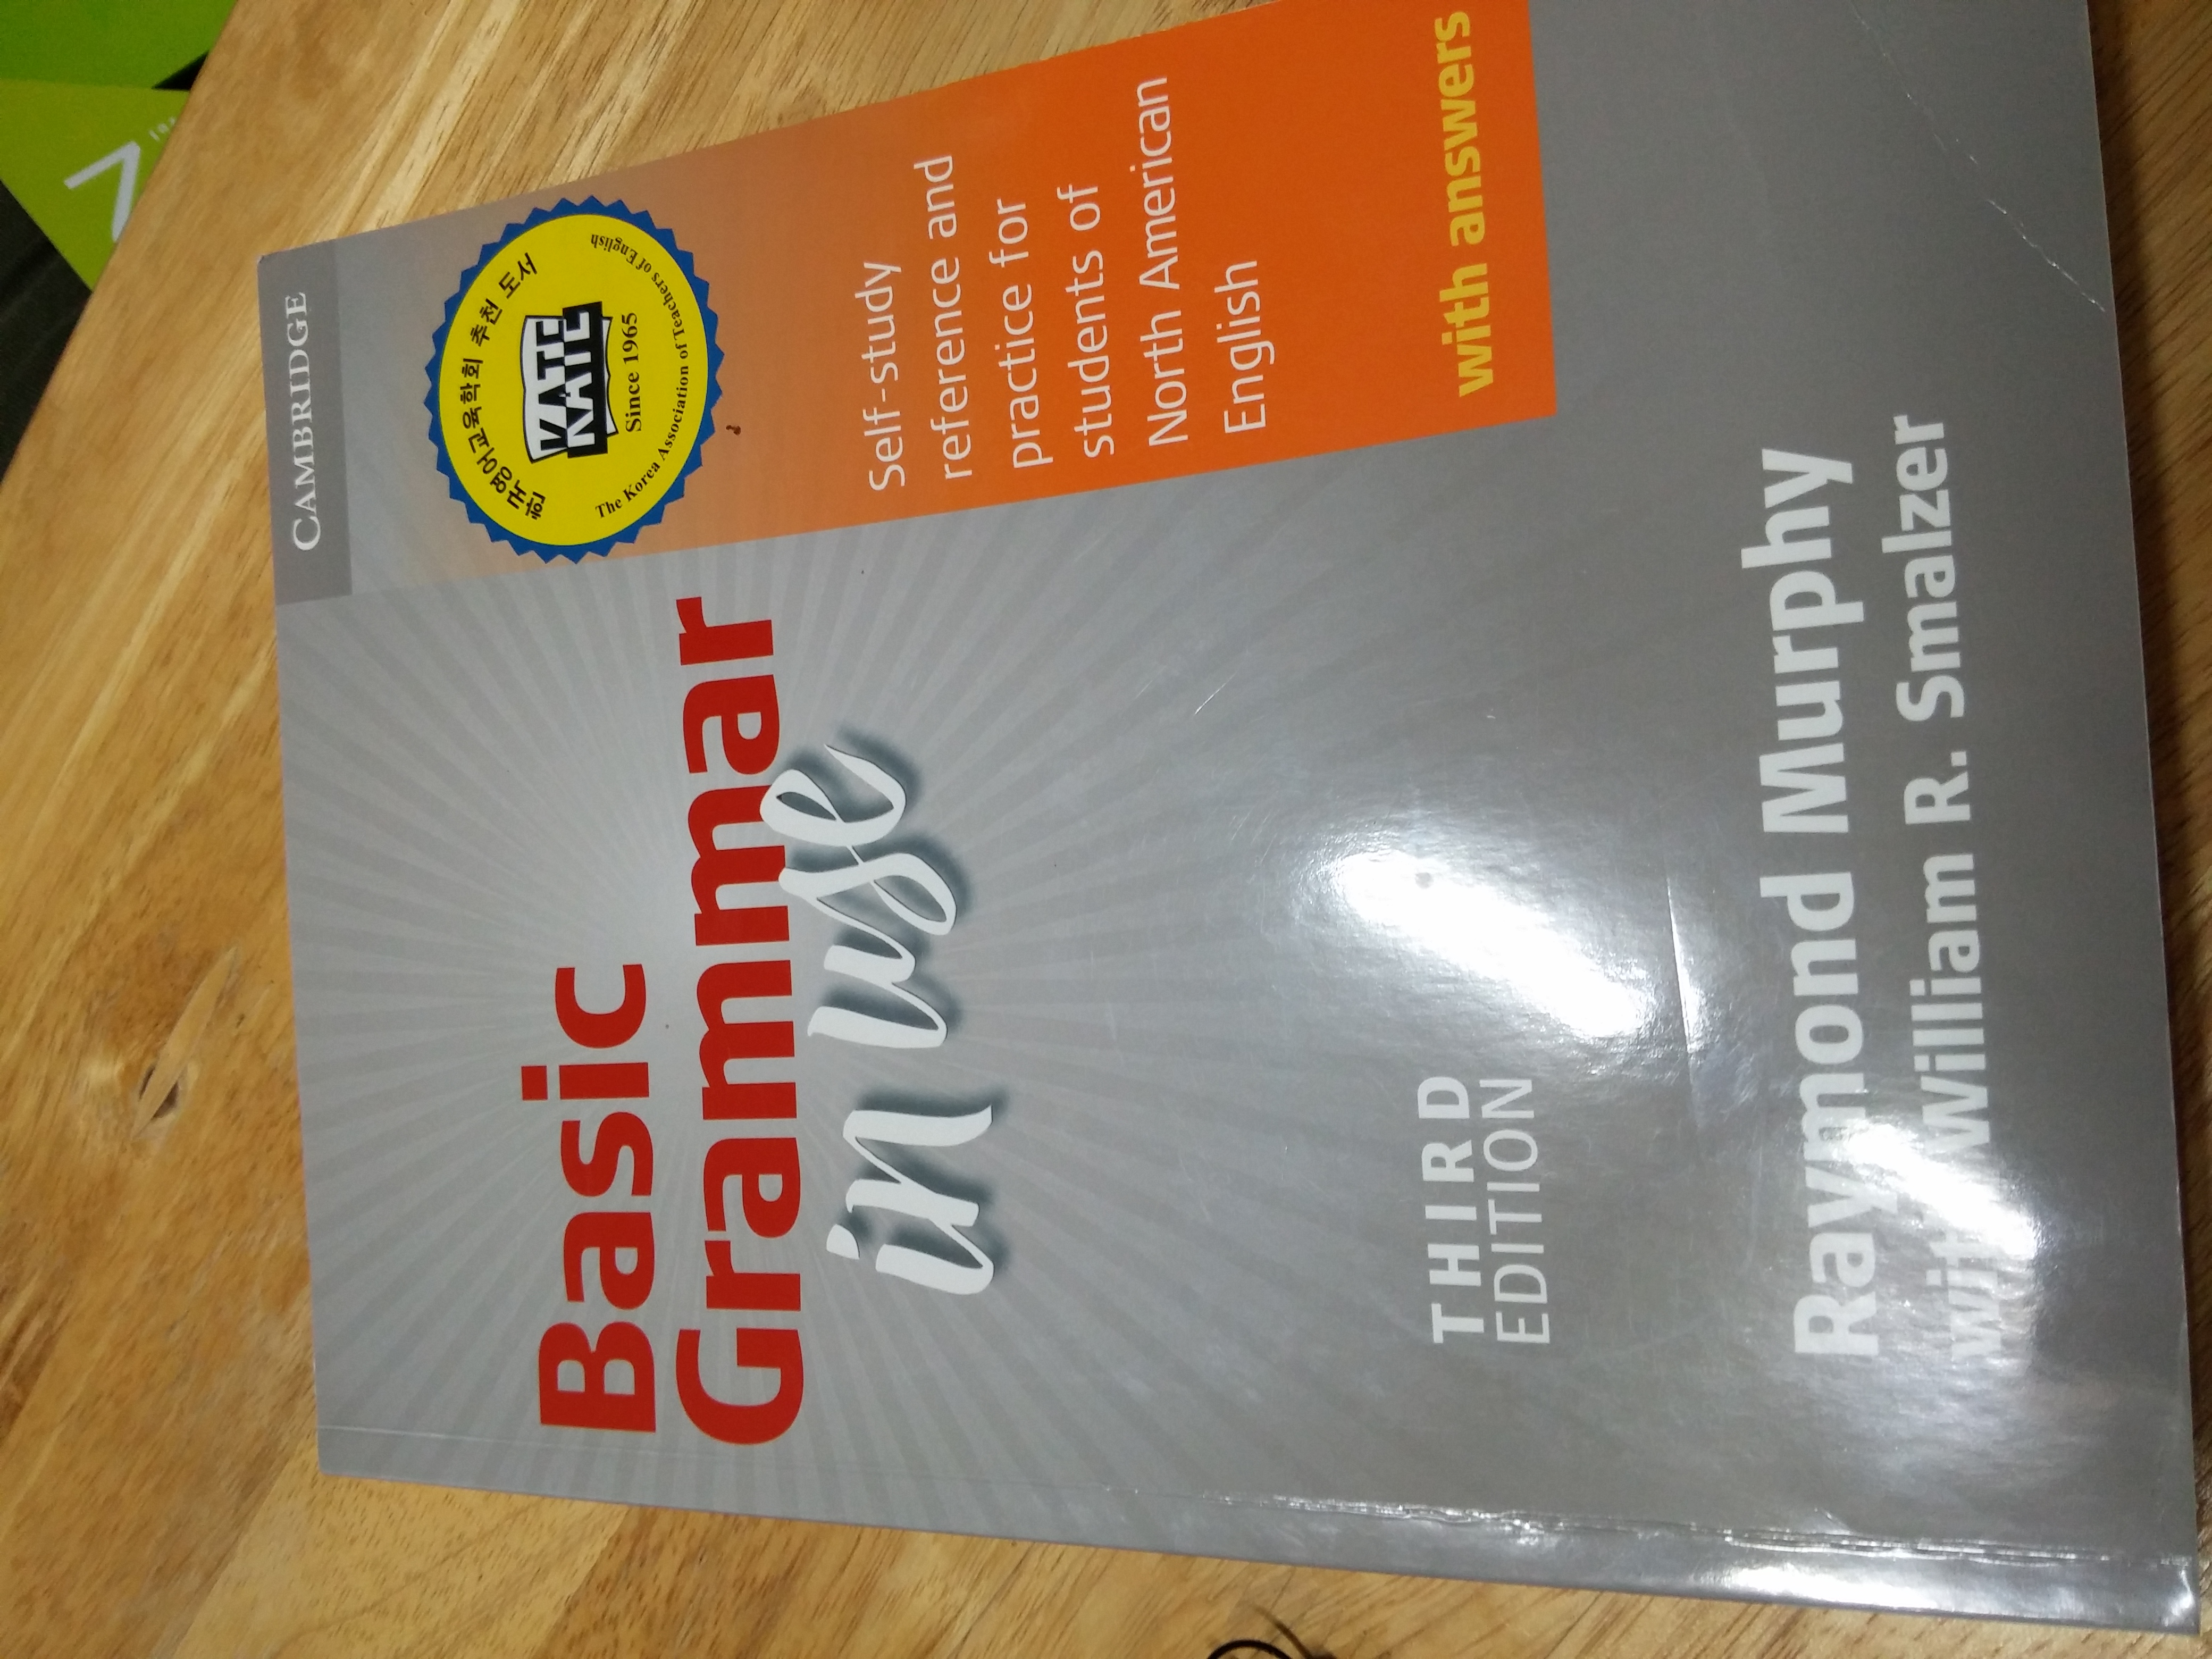 CAMBRIDGE
한국영어교육학회 추천 도서
KATE
KATE
Since 1965
The Korea Association of Teachers of English
Basic
Grammar
in use
Self-study
reference and
practice for
students of
North American
English
with answers
THIRD
EDITION
Raymond Murphy
with William R. Smalzer
7